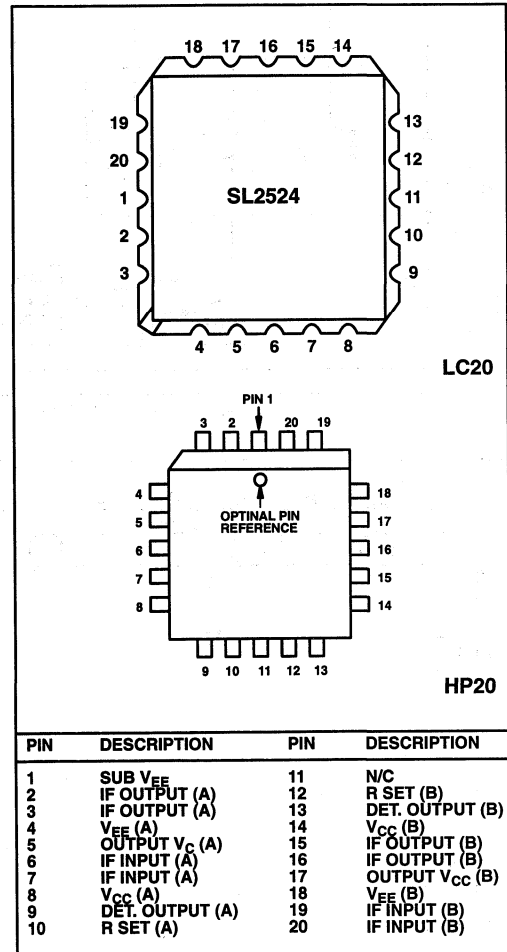 18 17 16 15 14
19 13
20 12
1 SL2524 11
2 10
3 9
4 5 6 7 8
LC20
PIN 1
3 2 20 19
4 18
OPTINAL PIN
5 17
REFERENCE
6 16
7 15
8 14
9 10 11 12 13
HP20
PIN DESCRIPTION PIN DESCRIPTION
1 SUB VEE 11 N/C
2 IF OUTPUT (A) 12 R SET (B)
3 IF OUTPUT (A) 13 DET. OUTPUT (B)
4 VEE (A) 14 VCC (B)
5 OUTPUT VC (A) 15 IF OUTPUT (B)
6 IF INPUT (A) 16 IF OUTPUT (B)
7 IF INPUT (A) 17 OUTPUT VCC (B)
8 VCC (A) 18 VEE (B)
9 DET. OUTPUT (A) 19 IF INPUT (B)
10 R SET (A) 20 IF INPUT (B)